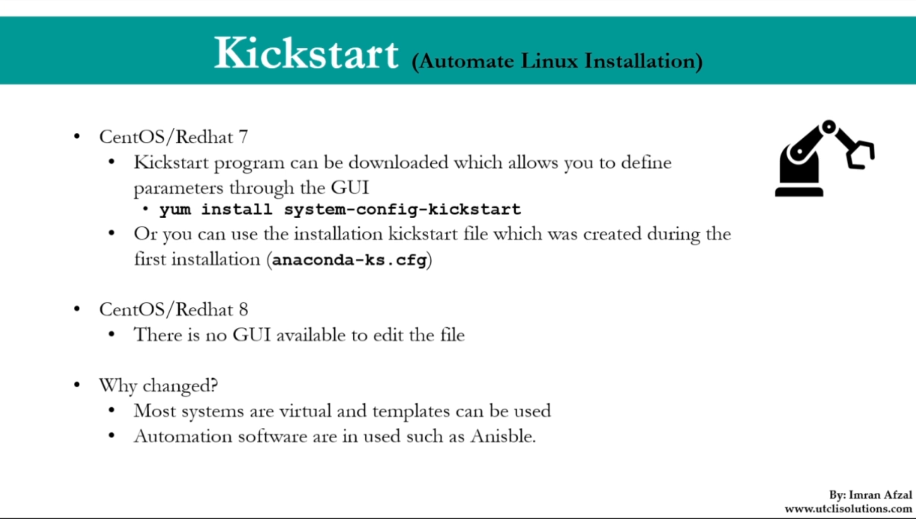 Kickstart (Automate Linux Installation)
• CentOS/Redhat 7
• Kickstart program can be downloaded which allows you to define
parameters through the GUI
• yum install system-config-kickstart
• Or you can use the installation kickstart file which was created during the
first installation (anaconda-ks.cfg)
• CentOS/Redhat 8
• There is no GUI available to edit the file
• Why changed?
• Most systems are virtual and templates can be used
• Automation software are in used such as Anisble.
By: Imran Afzal
www.utclisolutions.com